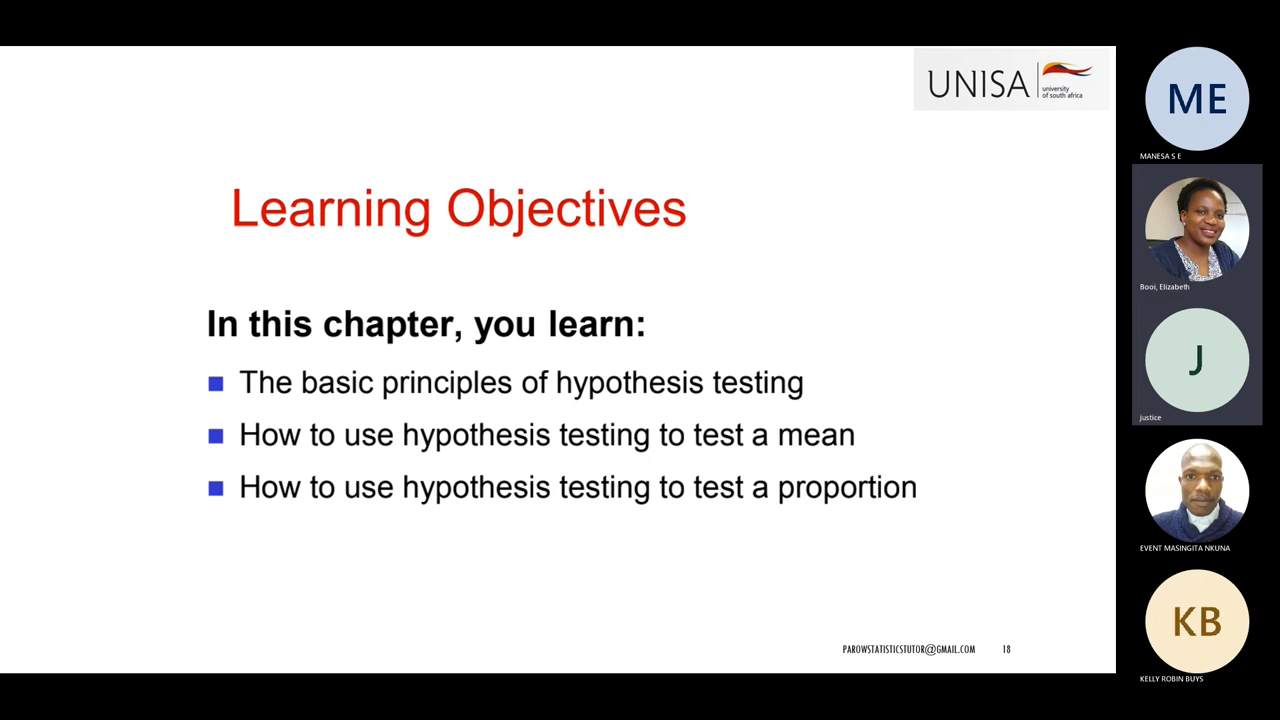 UNISA
university
of south africa
Learning Objectives
In this chapter, you learn:
The basic principles of hypothesis testing
How to use hypothesis testing to test a mean
How to use hypothesis testing to test a proportion
PAROWSTATISTICSTUTOR@GMAIL.COM 18
ME
MANESA S E
Booi, Elizabeth
J
justice
EVENT MASINGITA NKUNA
KB
KELLY ROBIN BUYS